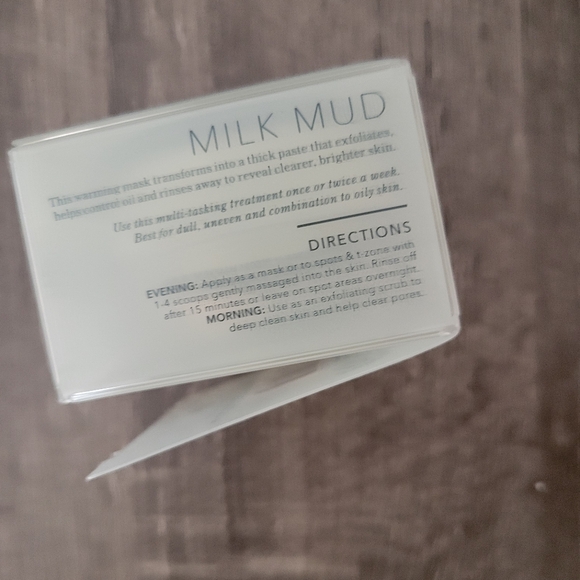 MILK MUD
This warming mask transforms into a thick paste that exfoliates,
helps control oil and rinses away to reveal clearer, brighter skin.
Use this multi-tasking treatment once or twice a week.
Best for dull, uneven and combination to oily skin.
DIRECTIONS
EVENING: Apply as a mask or to spots & t-zone with
1-4 scoops gently massaged into the skin. Rinse off
after 15 minutes or leave on spot areas overnight.
MORNING: Use as an exfoliating scrub to
deep clean skin and help clear pores.